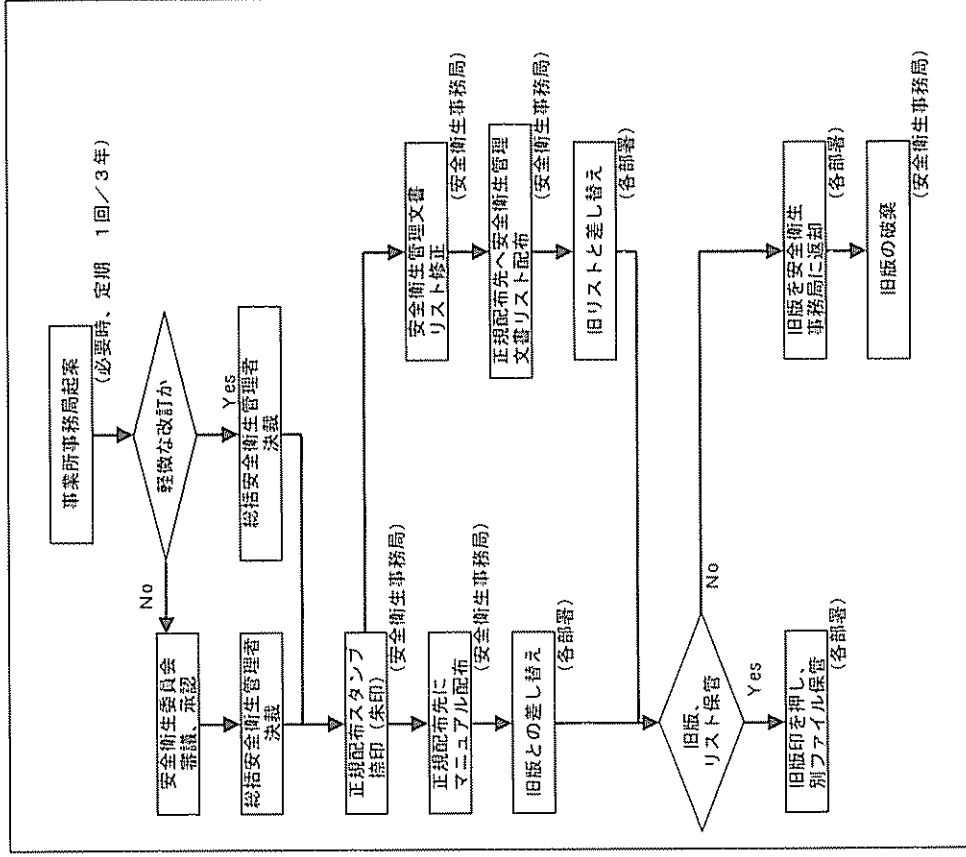 事業所事務局起案
(必要時、定期 1回／3年)
軽微な改訂か
No
Yes
安全衛生委員会
審議、承認
総括安全衛生管理者
決裁
総括安全衛生管理者
決裁
正規配布スタンプ
捺印(朱印)
(安全衛生事務局)
正規配布先に
マニュアル配布
(安全衛生事務局)
旧版との差し替え
(各部署)
安全衛生管理文書
リスト修正
(安全衛生事務局)
正規配布先へ安全衛生管理
文書リスト配布
(安全衛生事務局)
旧リストと差し替え
(各部署)
旧版、
リスト保管
No
Yes
旧版印を押し、
別ファイル保管
(各部署)
旧版を安全衛生
事務局に返却
(各部署)
旧版の破棄
(安全衛生事務局)